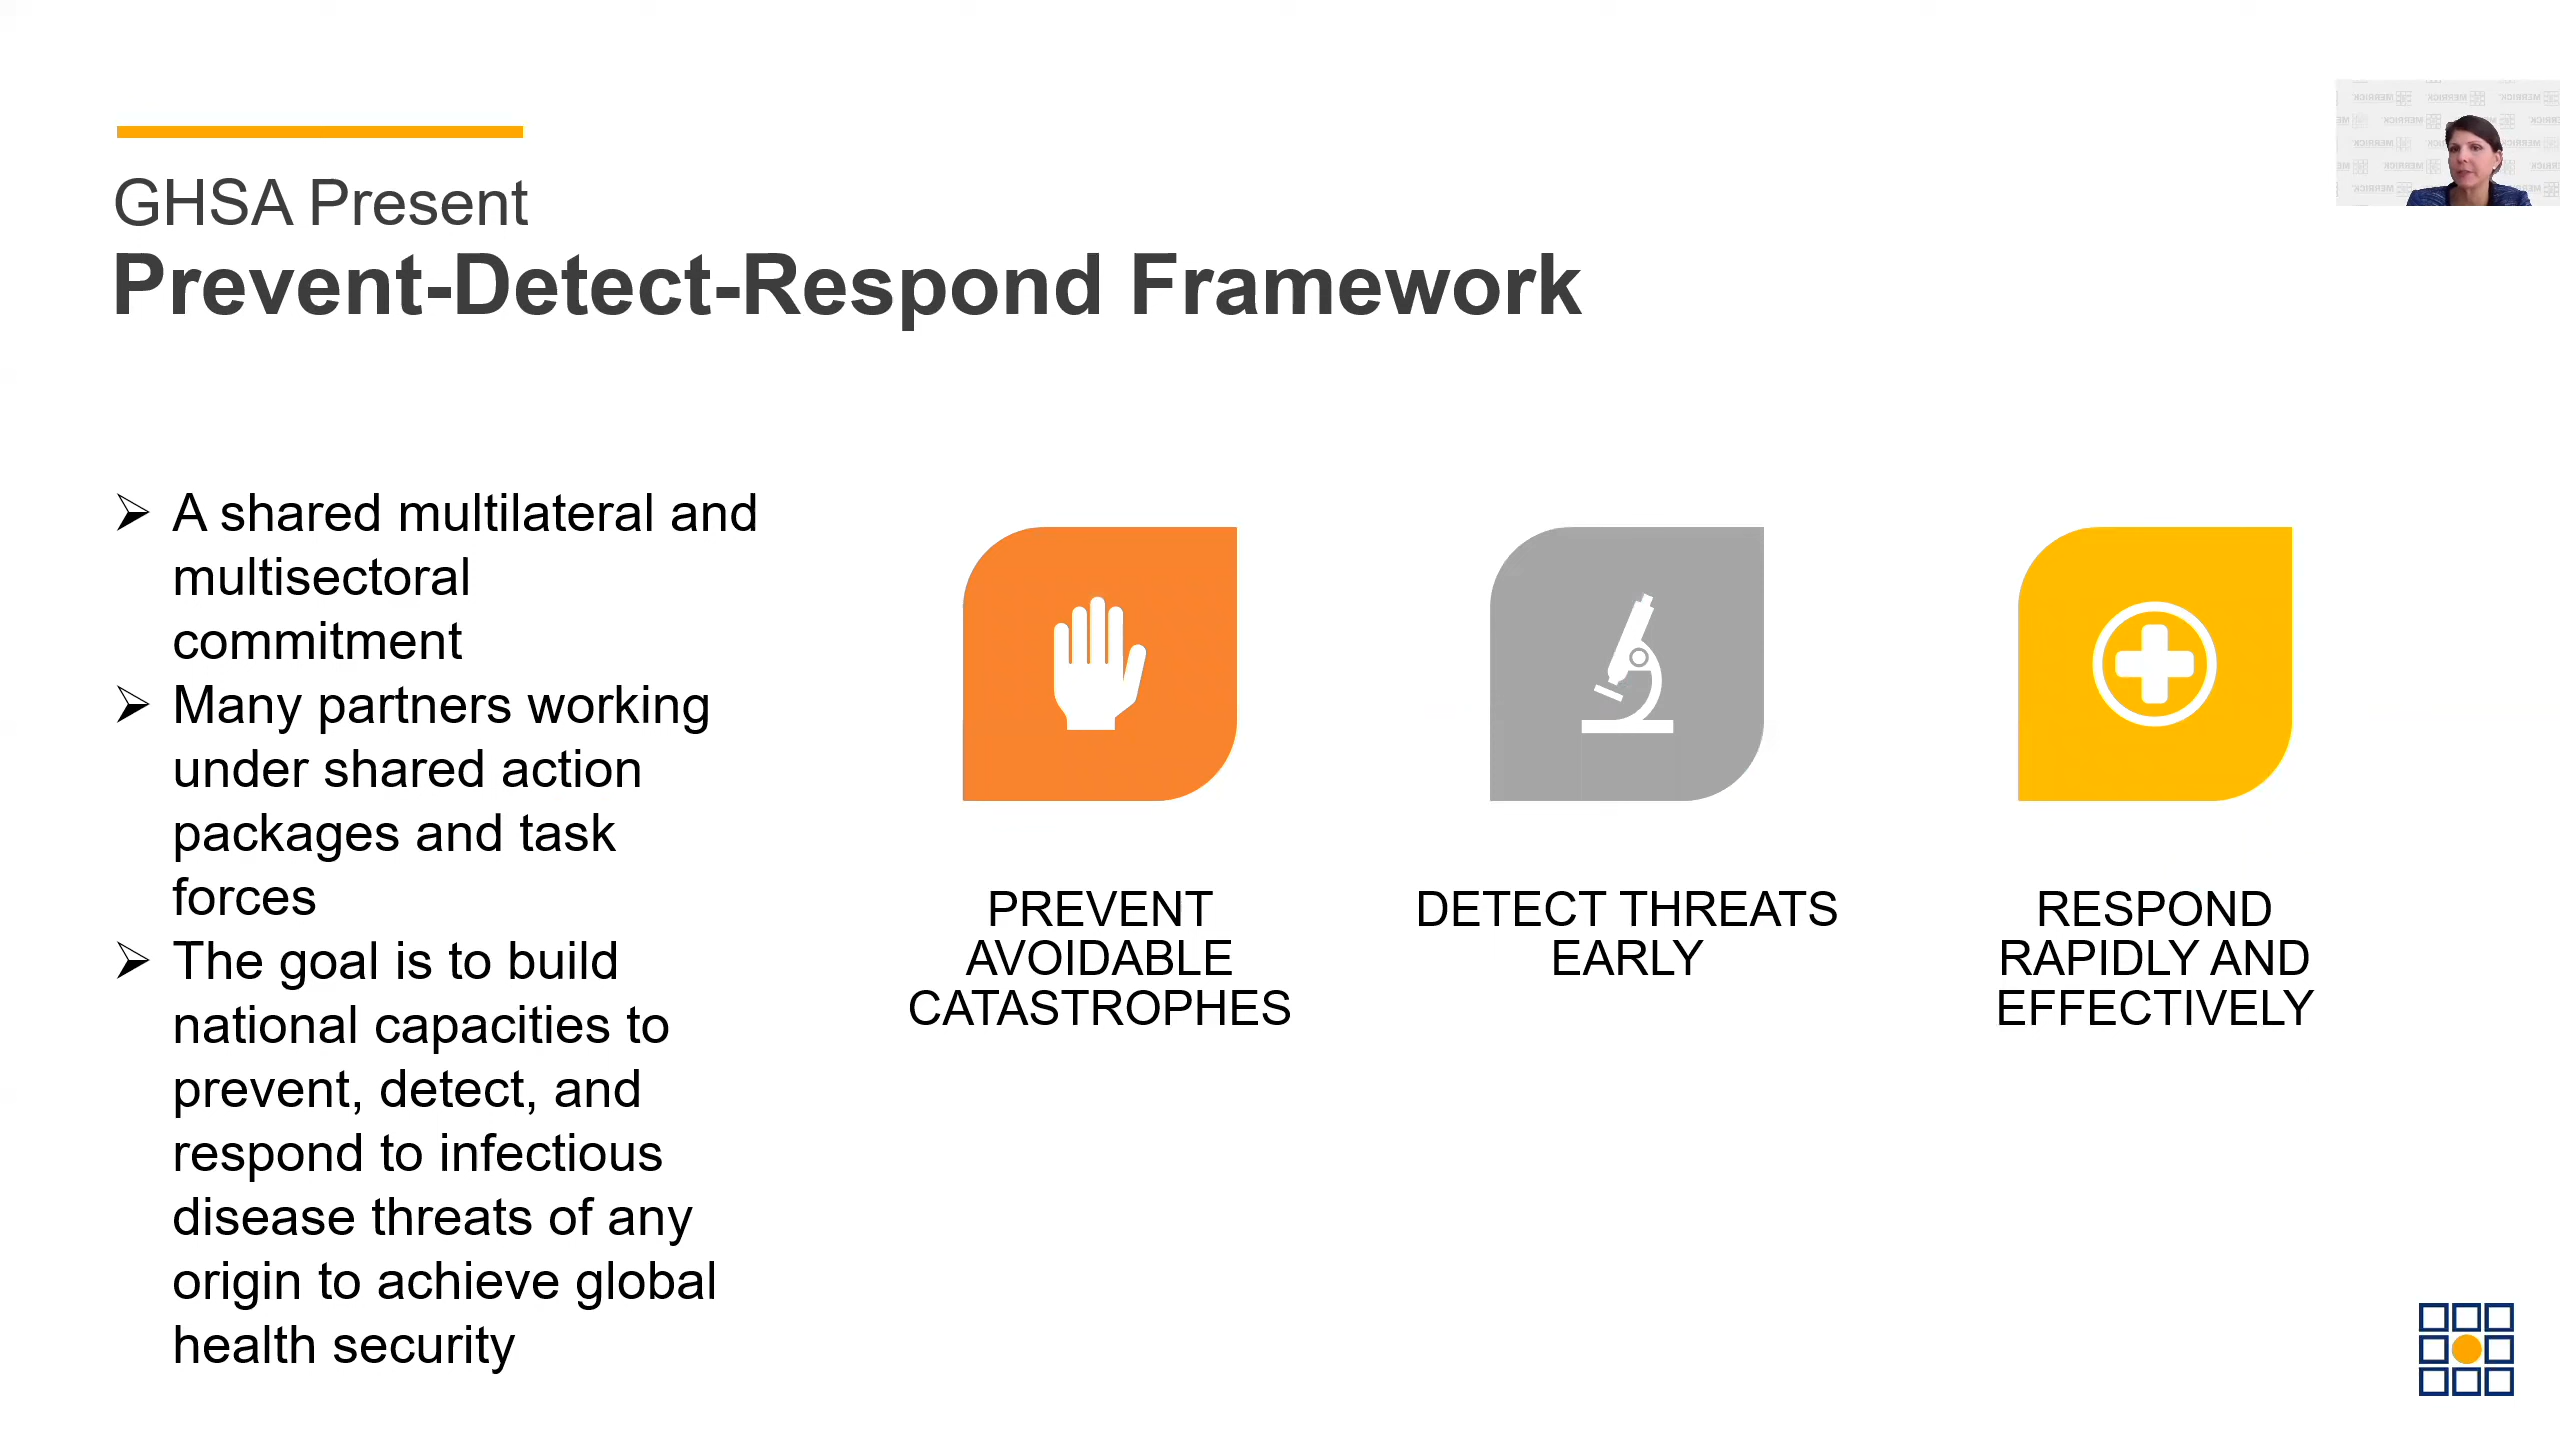 GHSA Present
Prevent-Detect-Respond Framework
➢ A shared multilateral and
multisectoral
commitment
➢ Many partners working
under shared action
packages and task
forces
➢ The goal is to build
national capacities to
prevent, detect, and
respond to infectious
disease threats of any
origin to achieve global
health security
PREVENT
AVOIDABLE
CATASTROPHES
DETECT THREATS
EARLY
RESPOND
RAPIDLY AND
EFFECTIVELY